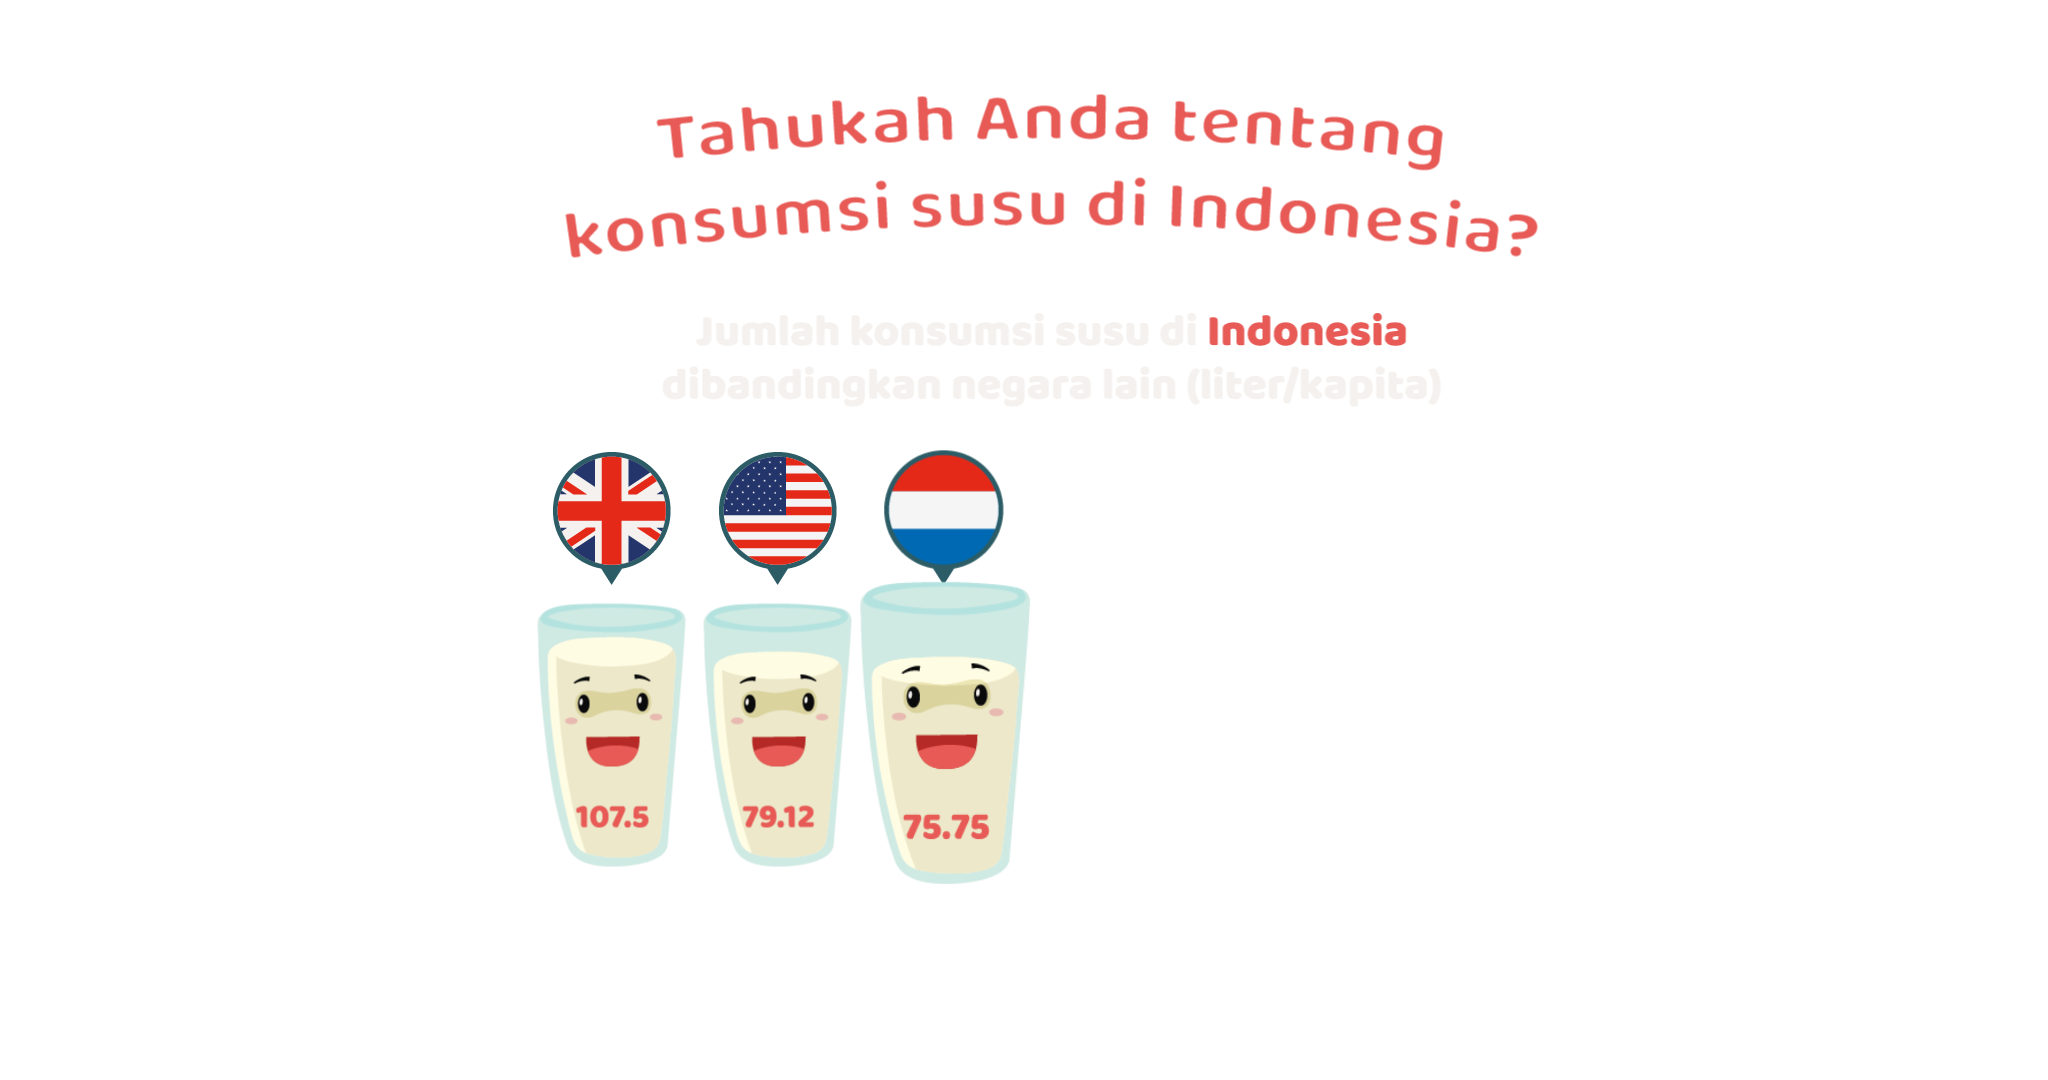 Tahukah Anda tentang
konsumsi susu di Indonesia?
Jumlah konsumsi susu di Indonesia
dibandingkan negara lain (liter/kapita)
107.5
79.12
75.75